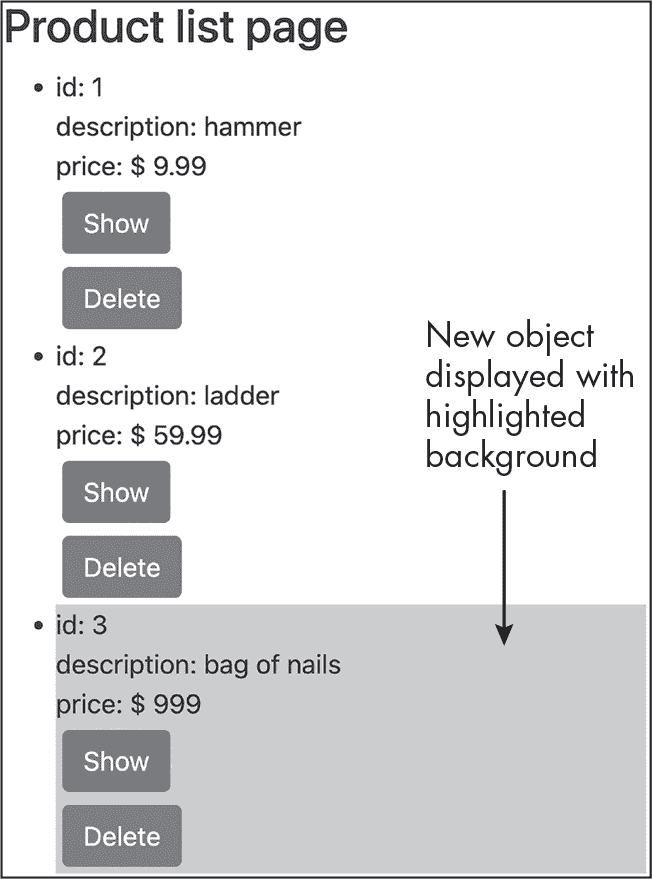 Product list page
id: 1
description: hammer
price: $ 9.99
Show
Delete
id: 2
description: ladder
price: $ 59.99
Show
Delete
New object
displayed with
highlighted
background
id: 3
description: bag of nails
price: $ 999
Show
Delete